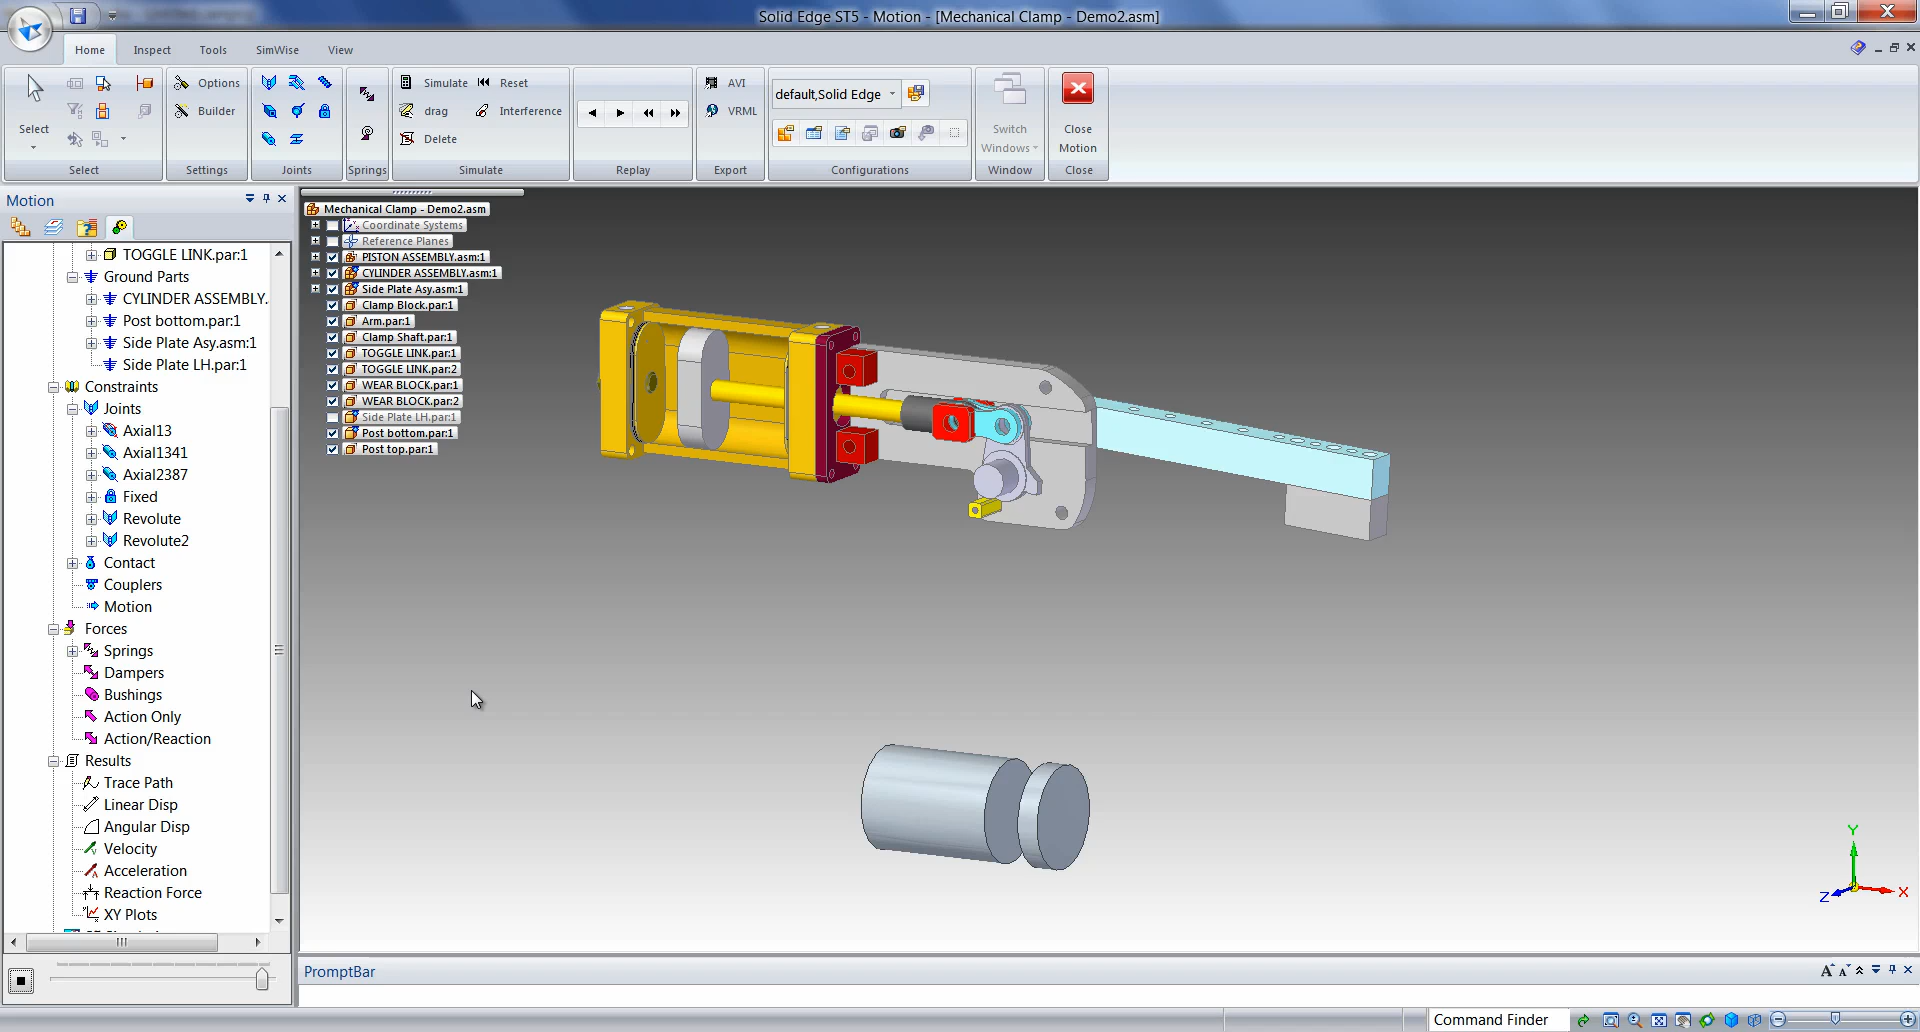 Solid Edge ST5 - Motion - [Mechanical Clamp - Demo2.asm]
Home
Inspect
Tools
SimWise
View
Select
Select
Options
Builder
Settings
Joints
Springs
Simulate
Reset
drag
Interference
Delete
Simulate
Replay
AVI
VRML
Export
default,Solid Edge
Configurations
Switch
Windows
Window
Close
Motion
Close
Motion
TOGGLE LINK.par:1
Ground Parts
CYLINDER ASSEMBLY.
Post bottom.par:1
Side Plate Asy.asm:1
Side Plate LH.par:1
Constraints
Joints
Axial13
Axial1341
Axial2387
Fixed
Revolute
Revolute2
Contact
Couplers
Motion
Forces
Springs
Dampers
Bushings
Action Only
Action/Reaction
Results
Trace Path
Linear Disp
Angular Disp
Velocity
Acceleration
Reaction Force
XY Plots
Mechanical Clamp - Demo2.asm
Coordinate Systems
Reference Planes
PISTON ASSEMBLY.asm:1
CYLINDER ASSEMBLY.asm:1
Side Plate Asy.asm:1
Clamp Block.par:1
Arm.par:1
Clamp Shaft.par:1
TOGGLE LINK.par:1
TOGGLE LINK.par:2
WEAR BLOCK.par:1
WEAR BLOCK.par:2
Side Plate LH.par:1
Post bottom.par:1
Post top.par:1
Y
Z
X
PromptBar
Command Finder